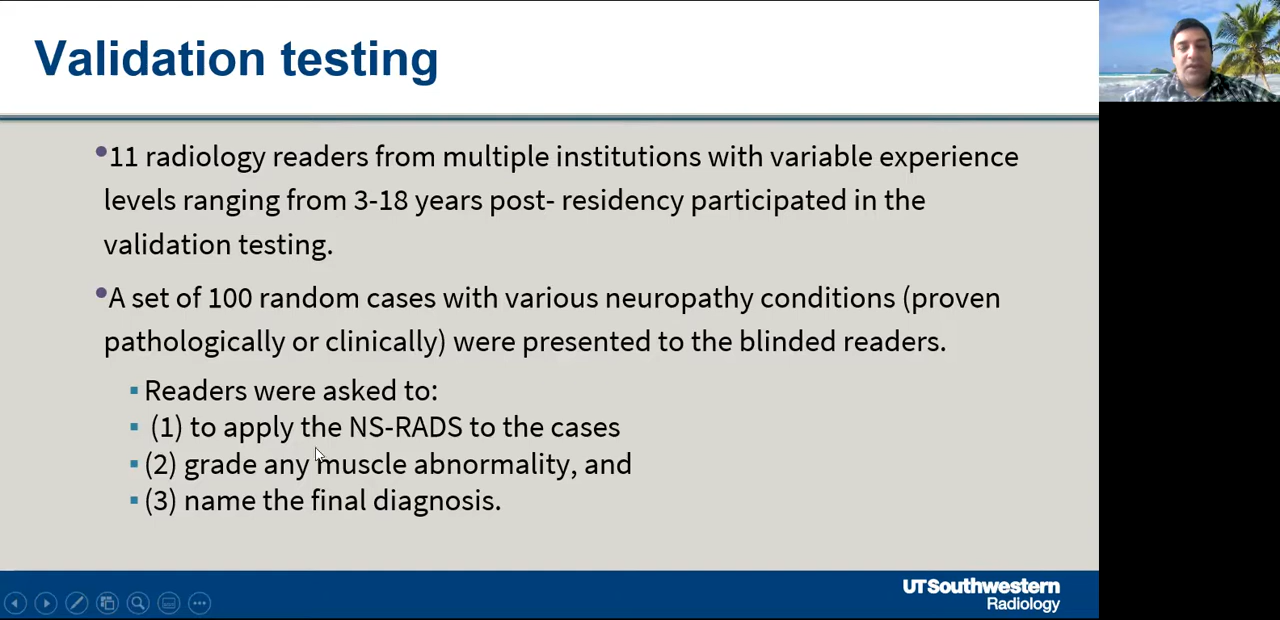 Validation testing
•11 radiology readers from multiple institutions with variable experience
levels ranging from 3-18 years post- residency participated in the
validation testing.
•A set of 100 random cases with various neuropathy conditions (proven
pathologically or clinically) were presented to the blinded readers.
▪ Readers were asked to:
▪ (1) to apply the NS-RADS to the cases
▪ (2) grade any muscle abnormality, and
▪ (3) name the final diagnosis.
UTSouthwestern
Radiology